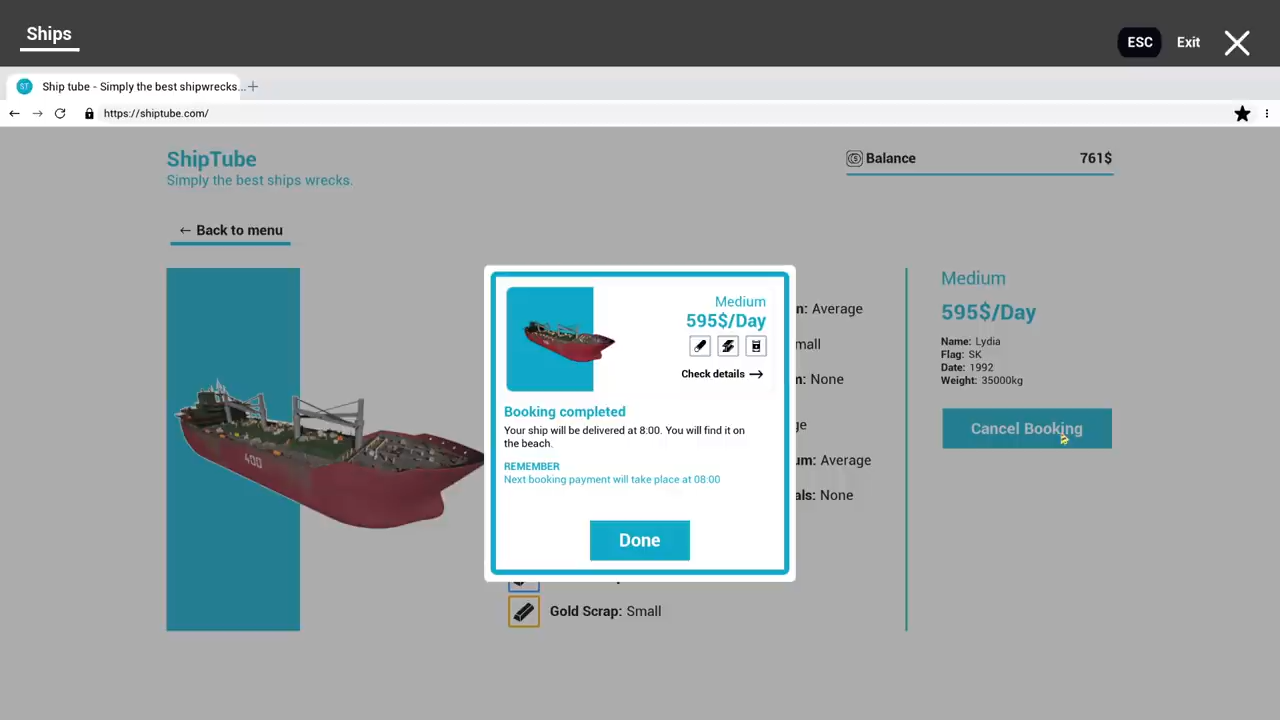 Ships
ESC Exit
Ship tube - Simply the best shipwrecks...
https://shiptube.com/
ShipTube
Simply the best ships wrecks.
Balance 761$
← Back to menu
Medium
595$/Day
Check details →
Booking completed
Your ship will be delivered at 8:00. You will find it on
the beach.
REMEMBER
Next booking payment will take place at 08:00
Done
Average
None
Average
None
Gold Scrap: Small
400
Medium
595$/Day
Name: Lydia
Flag: SK
Date: 1992
Weight: 35000kg
Cancel Booking